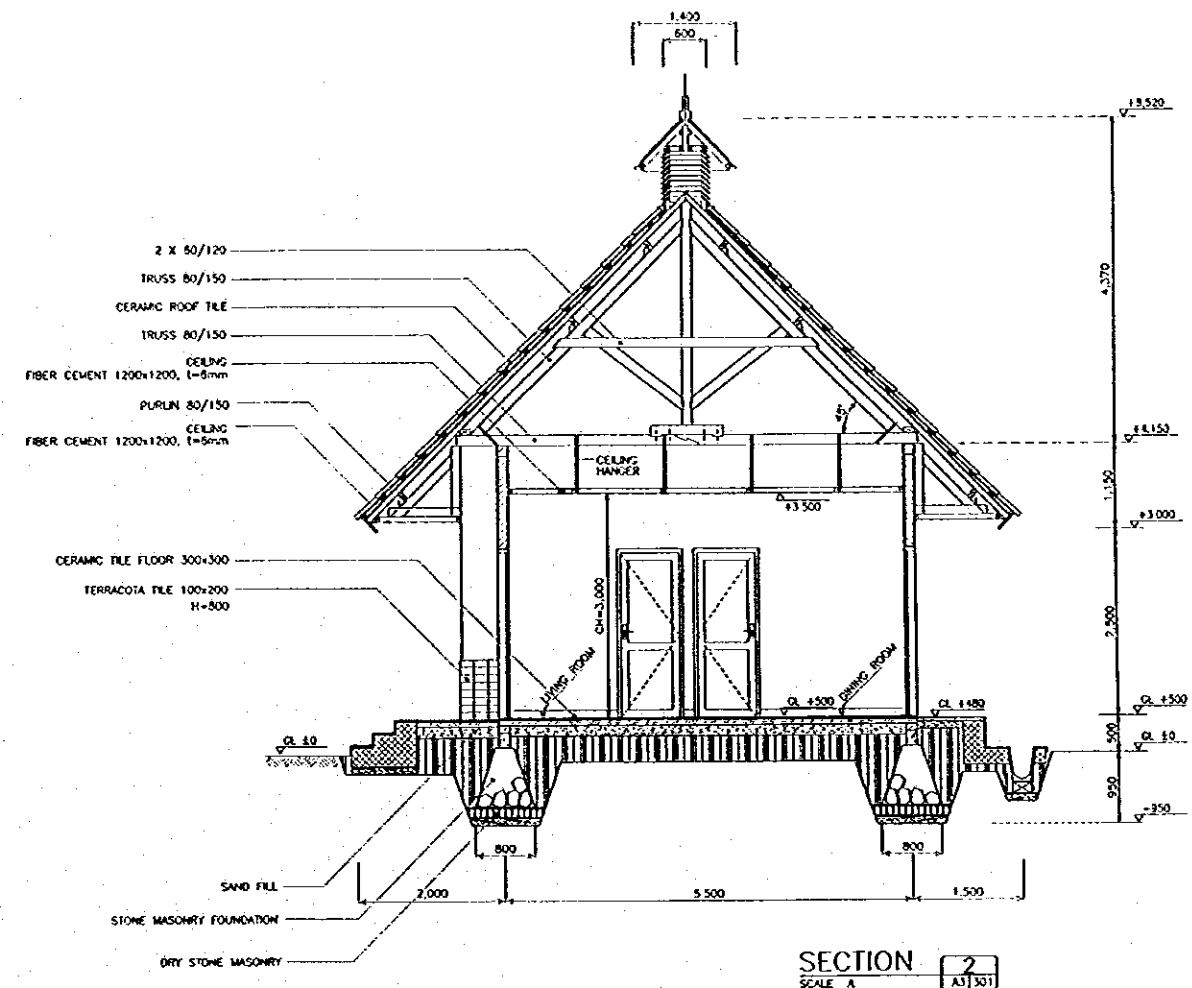 1.400
600
+9,520
2 X 60/120
TRUSS 80/150
CERAMIC ROOF TILE
TRUSS 80/150
CEILING
FIBER CEMENT 1200x1200, t=6mm
PURLIN 80/150
CEILING
FIBER CEMENT 1200x1200, t=6mm
4,370
45°
+4,150
CEILING
HANGER
1,150
+3 500
+3 000
CERAMIC TILE FLOOR 300x300
TERRACOTA TILE 100x200
H=800
CH=3,000
2,500
LIVING ROOM
DINING ROOM
GL +500
GL +480
GL +500
GL ±0
500
GL ±0
950
-950
800
800
SAND FILL
2,000
5 500
1,500
STONE MASONRY FOUNDATION
DRY STONE MASONRY
SECTION 2
SCALE A A3 301